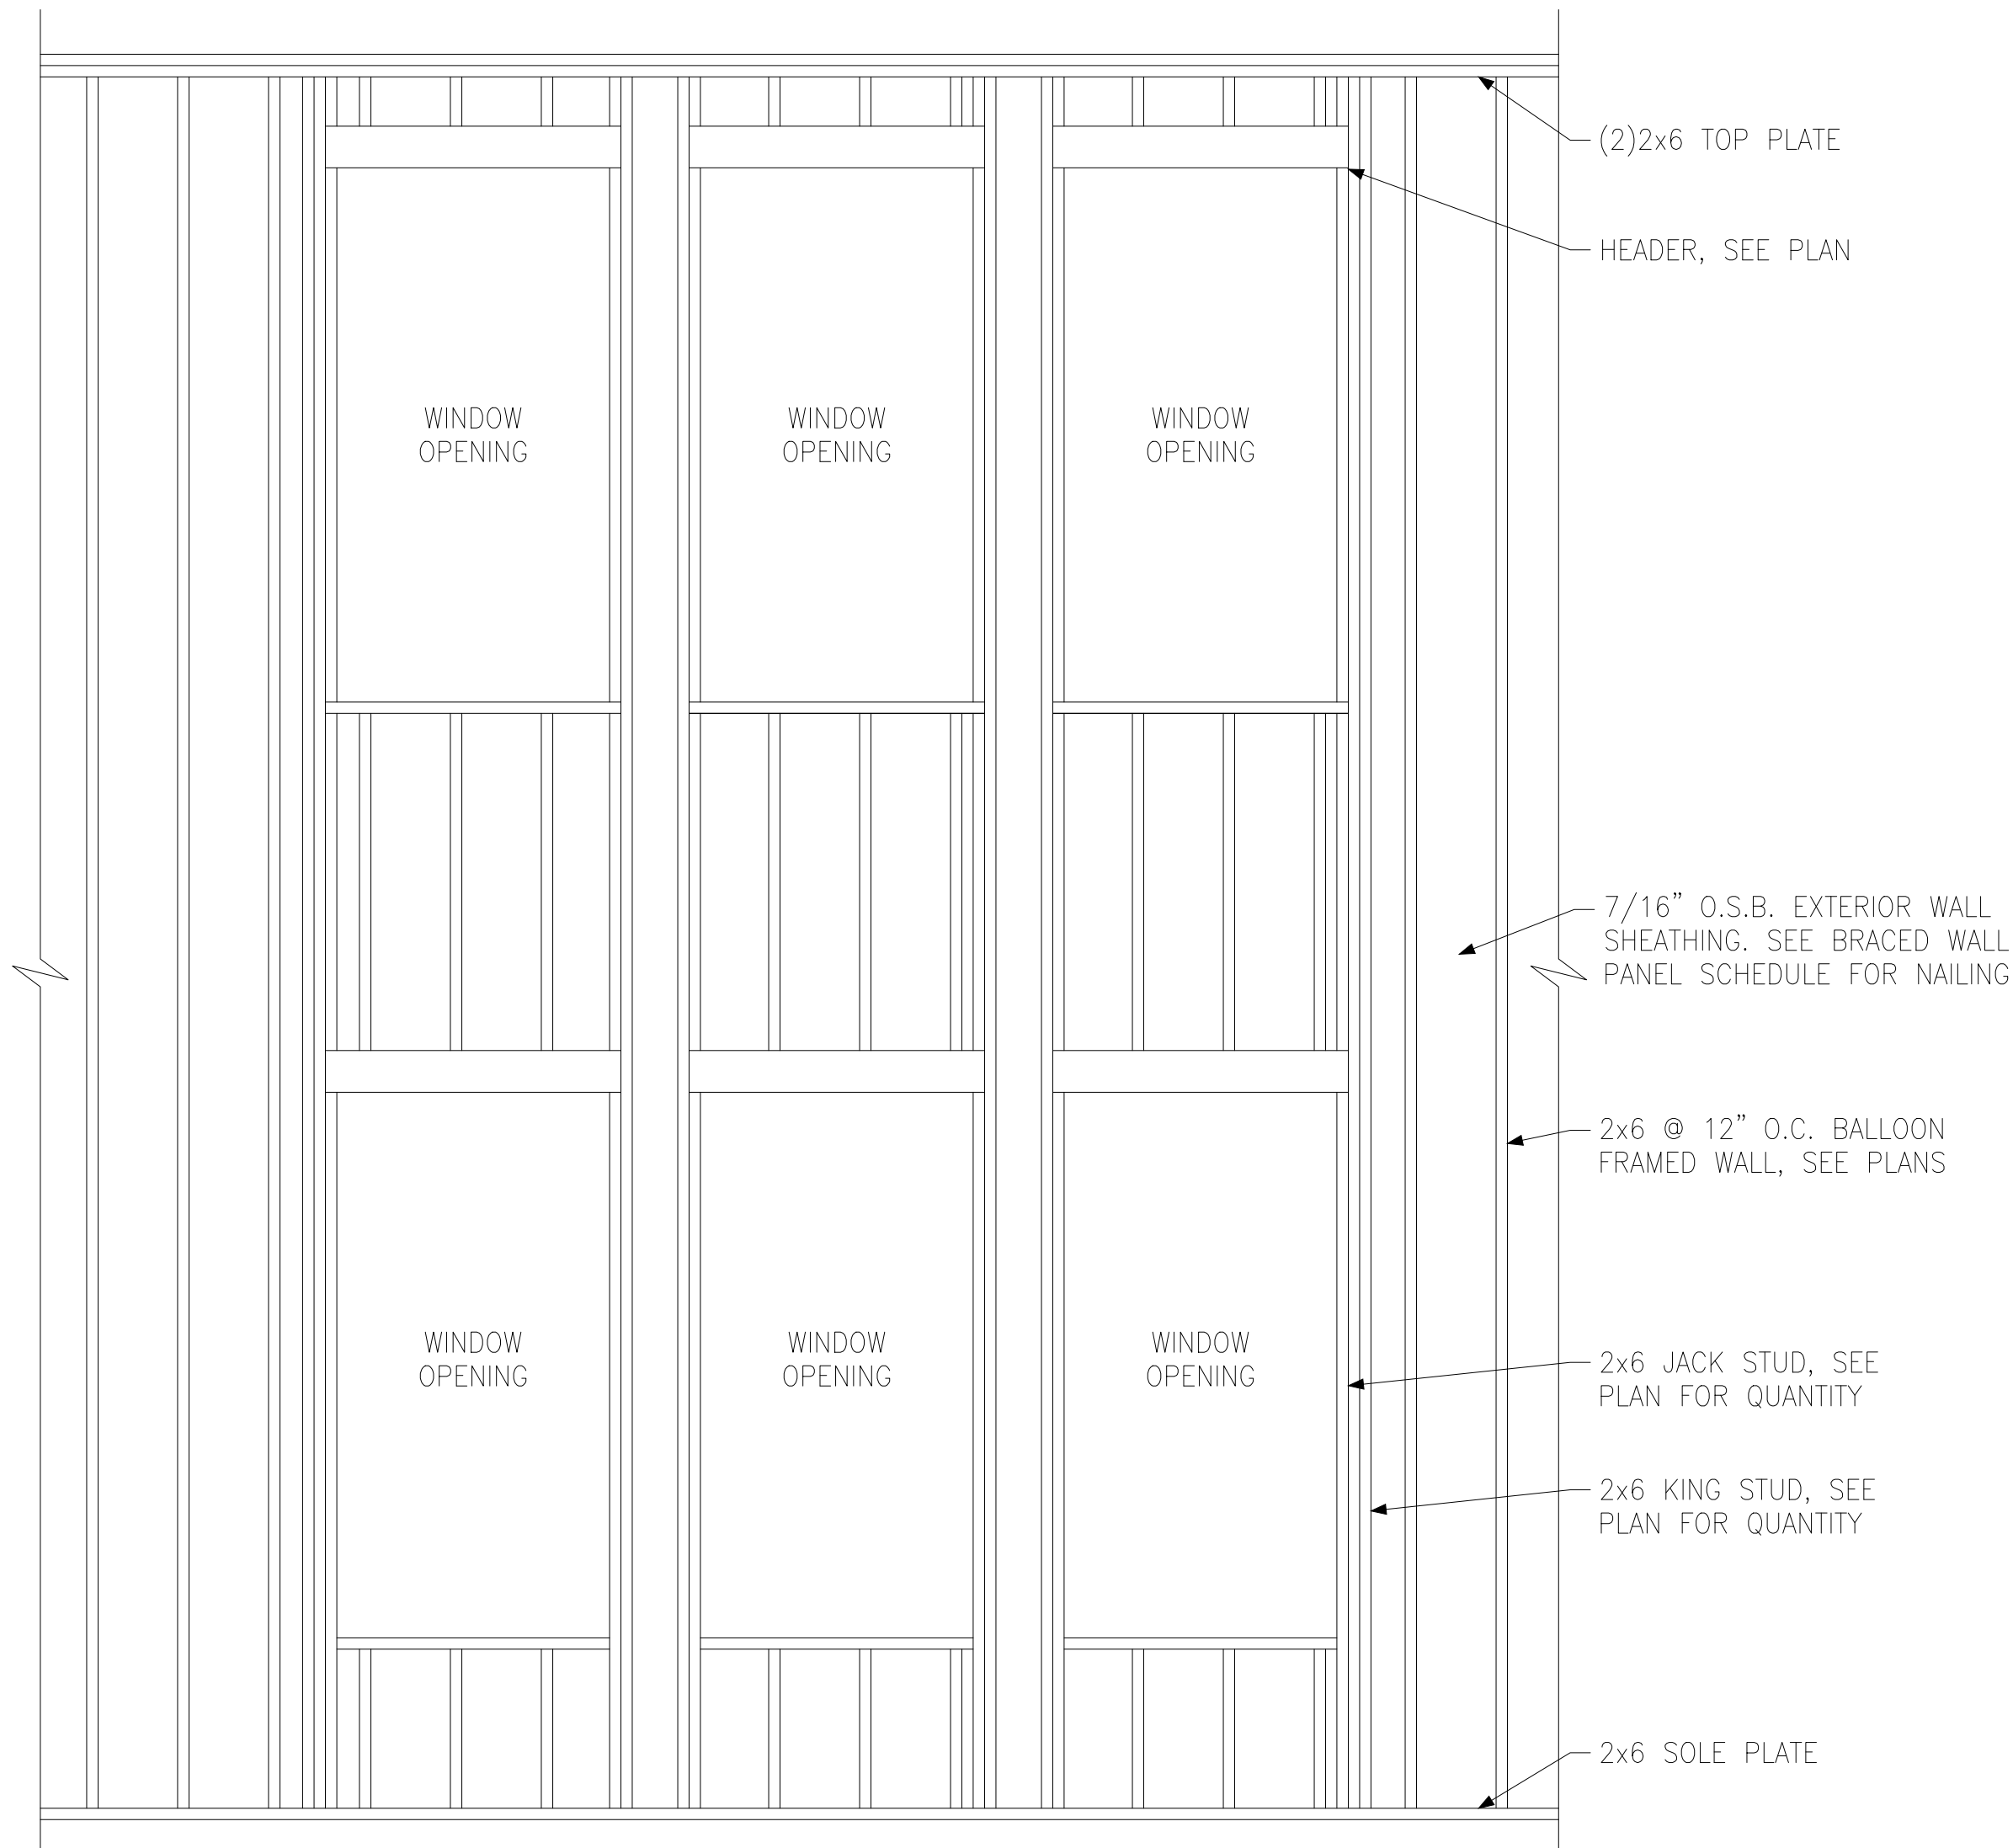 (2)2x6 TOP PLATE
HEADER, SEE PLAN
WINDOW
OPENING
WINDOW
OPENING
WINDOW
OPENING
7/16” O.S.B. EXTERIOR WALL
SHEATHING. SEE BRACED WALL
PANEL SCHEDULE FOR NAILING
2x6 @ 12” O.C. BALLOON
FRAMED WALL, SEE PLANS
WINDOW
OPENING
WINDOW
OPENING
WINDOW
OPENING
2x6 JACK STUD, SEE
PLAN FOR QUANTITY
2x6 KING STUD, SEE
PLAN FOR QUANTITY
2x6 SOLE PLATE